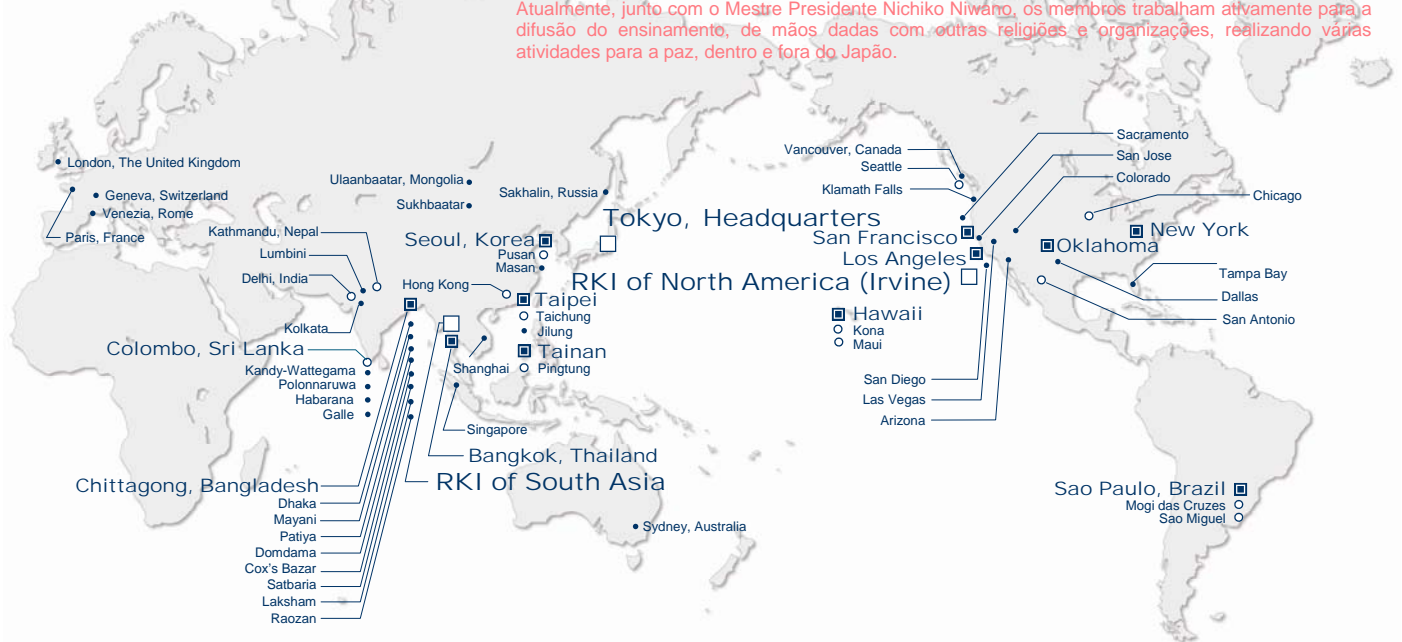 Atualmente, junto com o Mestre Presidente Nichiko Niwano, os membros trabalham ativamente para a
difusão do ensinamento, de mãos dadas com outras religiões e organizações, realizando várias
atividades para a paz, dentro e fora do Japão.
London, The United Kingdom
Geneva, Switzerland
Venezia, Rome
Paris, France
Ulaanbaatar, Mongolia
Sukhbaatar
Sakhalin, Russia
Kathmandu, Nepal
Lumbini
Delhi, India
Kolkata
Colombo, Sri Lanka
Kandy-Wattegama
Polonnaruwa
Habarana
Galle
Seoul, Korea
Pusan
Masan
Tokyo, Headquarters
Hong Kong
Taipei
Taichung
Jilung
Tainan
Pingtung
Shanghai
Singapore
Bangkok, Thailand
RKI of South Asia
Chittagong, Bangladesh
Dhaka
Mayani
Patiya
Domdama
Cox's Bazar
Satbaria
Laksham
Raozan
Sydney, Australia
Vancouver, Canada
Seattle
Klamath Falls
San Francisco
Los Angeles
RKI of North America (Irvine)
Hawaii
Kona
Maui
San Diego
Las Vegas
Arizona
Sacramento
San Jose
Colorado
Chicago
New York
Oklahoma
Tampa Bay
Dallas
San Antonio
Sao Paulo, Brazil
Mogi das Cruzes
Sao Miguel